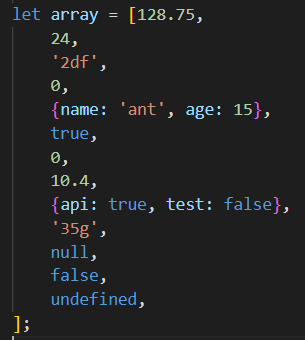 let array = [128.75,
24,
'2df',
0,
{name: 'ant', age: 15},
true,
0,
10.4,
{api: true, test: false},
'35g',
null,
false,
undefined,
];